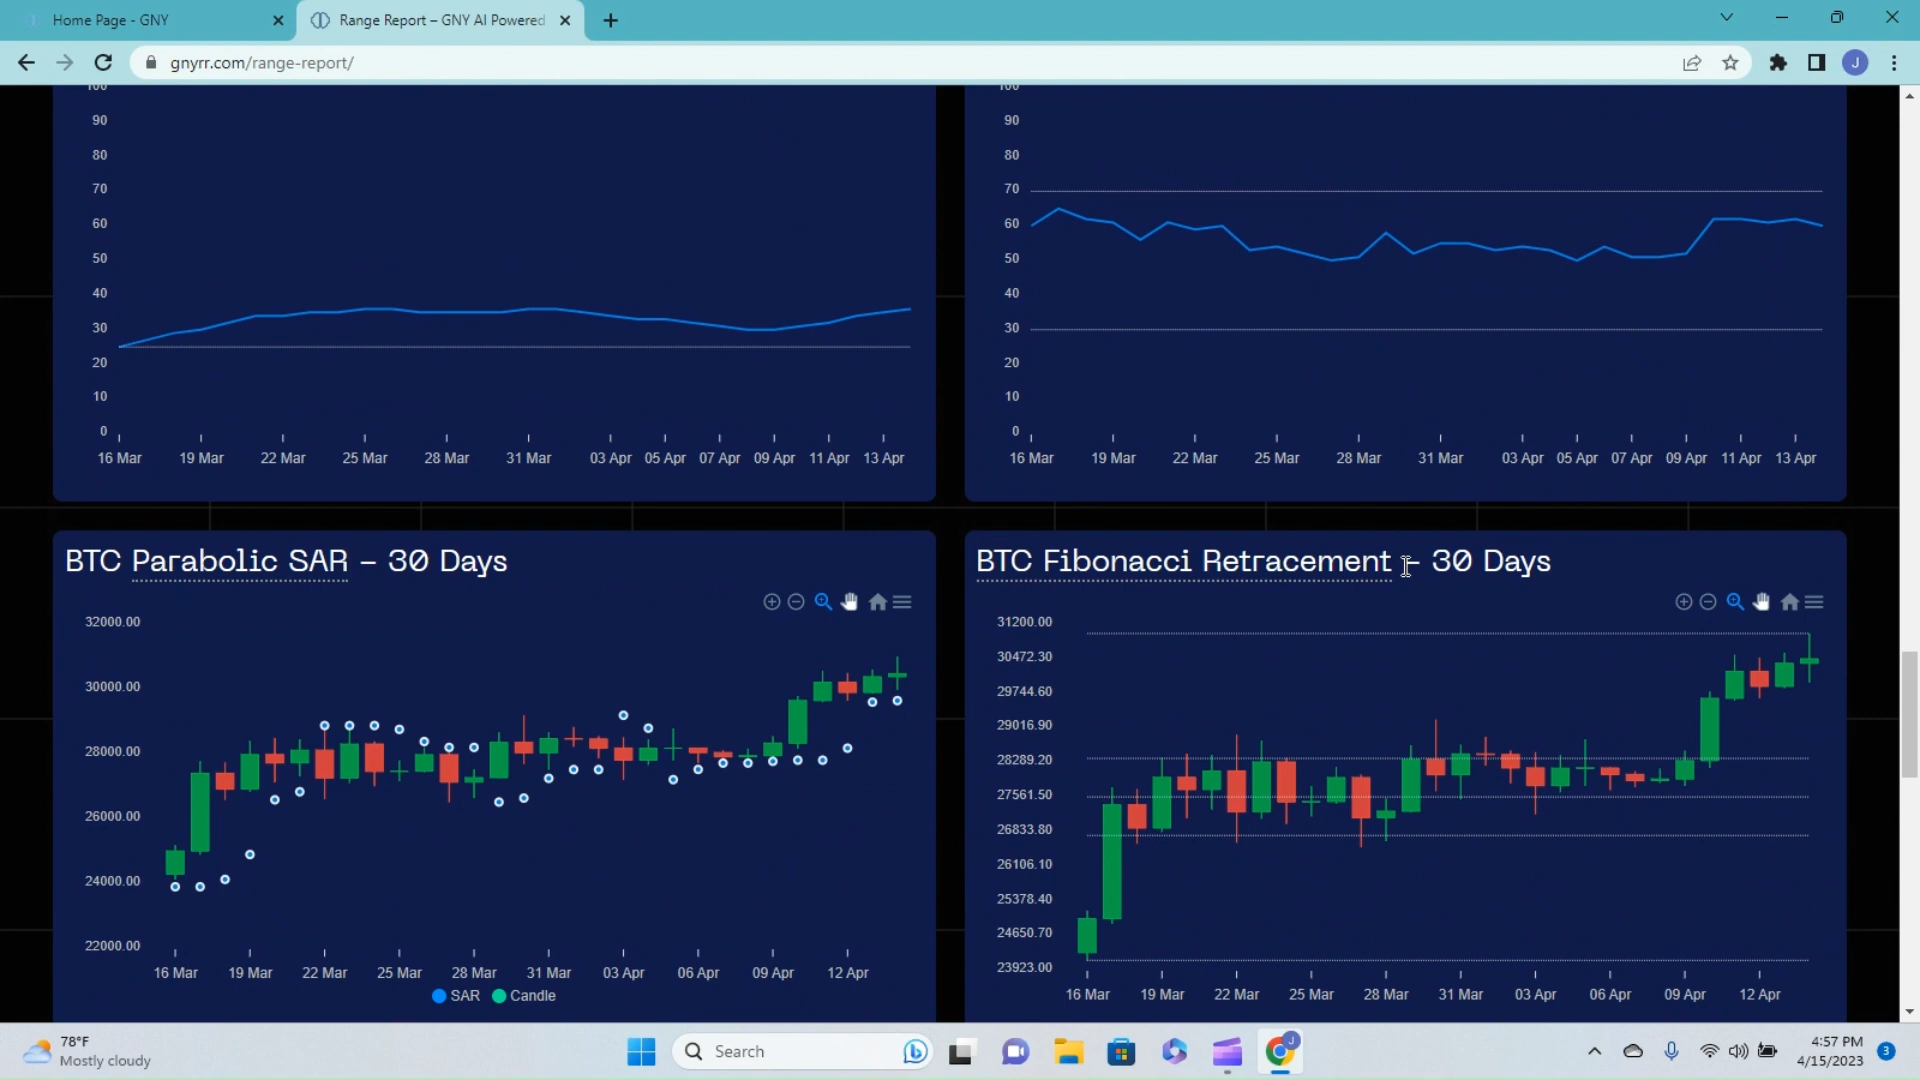 Home Page - GNY
Range Report – GNY AI Powered
gnyrr.com/range-report/
J
100
90
80
70
60
50
40
30
20
10
0
16 Mar 19 Mar 22 Mar 25 Mar 28 Mar 31 Mar 03 Apr 05 Apr 07 Apr 09 Apr 11 Apr 13 Apr
100
90
80
70
60
50
40
30
20
10
0
16 Mar 19 Mar 22 Mar 25 Mar 28 Mar 31 Mar 03 Apr 05 Apr 07 Apr 09 Apr 11 Apr 13 Apr
BTC Parabolic SAR – 30 Days
32000.00
30000.00
28000.00
26000.00
24000.00
22000.00
16 Mar 19 Mar 22 Mar 25 Mar 28 Mar 31 Mar 03 Apr 06 Apr 09 Apr 12 Apr
SAR Candle
BTC Fibonacci Retracement – 30 Days
31200.00
30472.30
29744.60
29016.90
28289.20
27561.50
26833.80
26106.10
25378.40
24650.70
23923.00
16 Mar 19 Mar 22 Mar 25 Mar 28 Mar 31 Mar 03 Apr 06 Apr 09 Apr 12 Apr
78°F
Mostly cloudy
Search
J
4:57 PM
4/15/2023
3